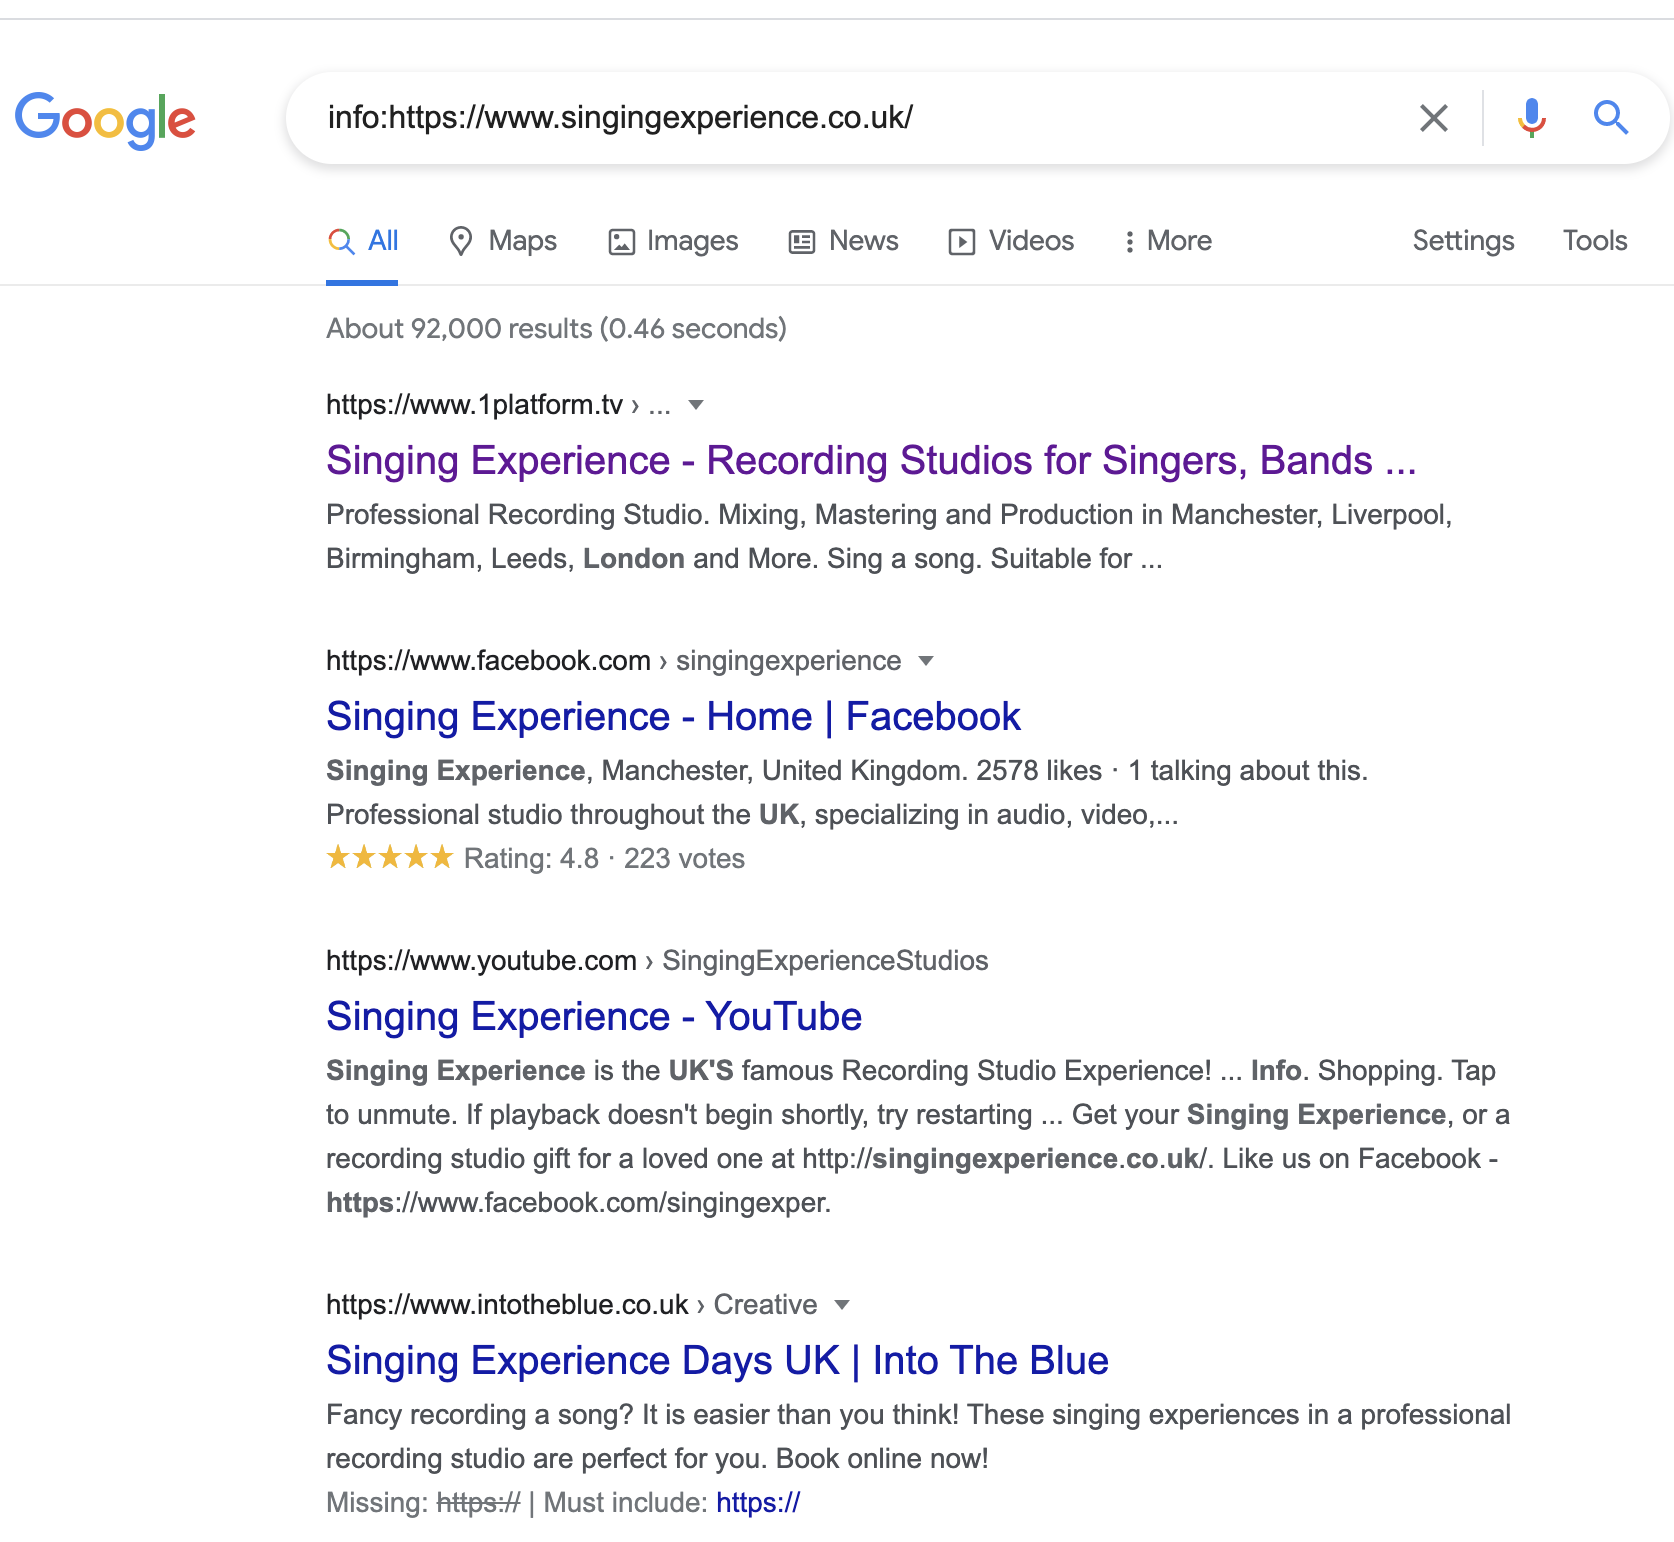 Google
info:https://www.singingexperience.co.uk/
All Maps Images News Videos More Settings Tools
About 92,000 results (0.46 seconds)
https://www.1platform.tv › ...
Singing Experience - Recording Studios for Singers, Bands ...
Professional Recording Studio. Mixing, Mastering and Production in Manchester, Liverpool,
Birmingham, Leeds, London and More. Sing a song. Suitable for ...
https://www.facebook.com › singingexperience
Singing Experience - Home | Facebook
Singing Experience, Manchester, United Kingdom. 2578 likes · 1 talking about this.
Professional studio throughout the UK, specializing in audio, video,...
★★★★★ Rating: 4.8 · 223 votes
https://www.youtube.com › SingingExperienceStudios
Singing Experience - YouTube
Singing Experience is the UK'S famous Recording Studio Experience! ... Info. Shopping. Tap
to unmute. If playback doesn't begin shortly, try restarting ... Get your Singing Experience, or a
recording studio gift for a loved one at http://singingexperience.co.uk/. Like us on Facebook -
https://www.facebook.com/singingexper.
https://www.intotheblue.co.uk › Creative
Singing Experience Days UK | Into The Blue
Fancy recording a song? It is easier than you think! These singing experiences in a professional
recording studio are perfect for you. Book online now!
Missing: https:// | Must include: https://